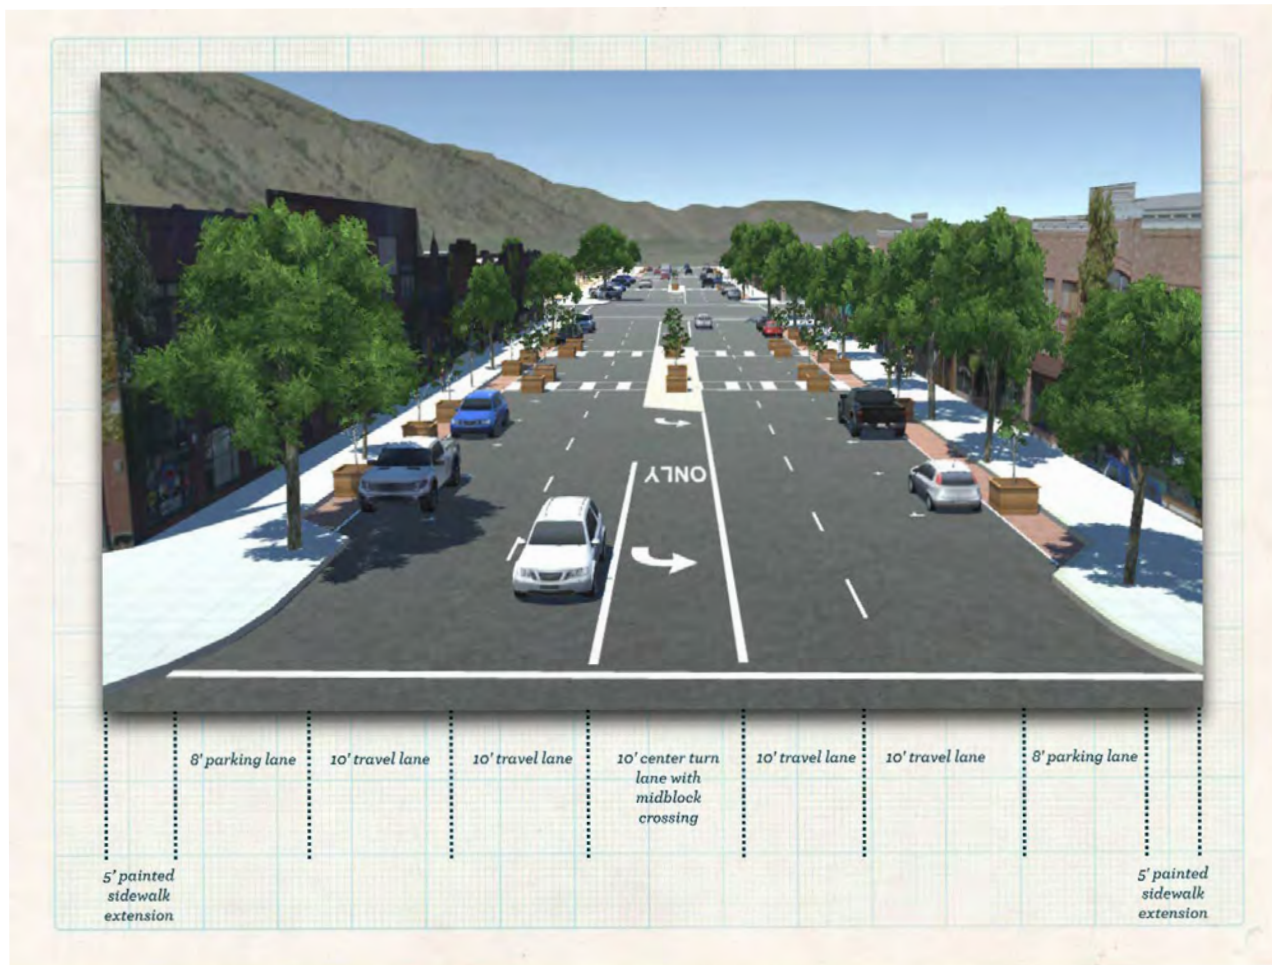 ONLY
8' parking lane
10' travel lane
10' travel lane
10' center turn
lane with
midblock
crossing
10' travel lane
10' travel lane
8' parking lane
5' painted
sidewalk
extension
5' painted
sidewalk
extension